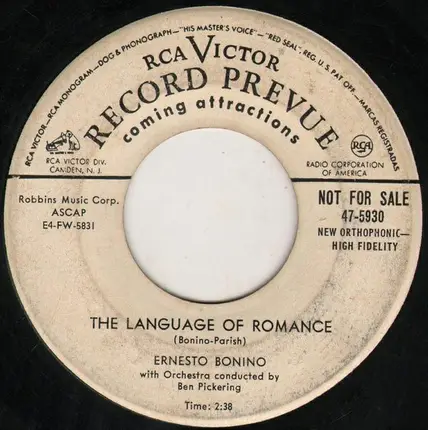 RCA VICTOR—RCA MONOGRAM—DOG & PHONOGRAPH—"HIS MASTER'S VOICE"—"RED SEAL", REG. U.S. PAT. OFF.—MARCAS REGISTRADAS
RCA VICTOR
RECORD PREVUE
coming attractions
RCA VICTOR DIV.
CAMDEN, N. J.
RCA
RADIO CORPORATION
OF AMERICA
Robbins Music Corp.
ASCAP
E4-FW-5831
NOT FOR SALE
47-5930
NEW ORTHOPHONIC—
HIGH FIDELITY
THE LANGUAGE OF ROMANCE
(Bonino-Parish)
ERNESTO BONINO
with Orchestra conducted by
Ben Pickering
Time: 2:38